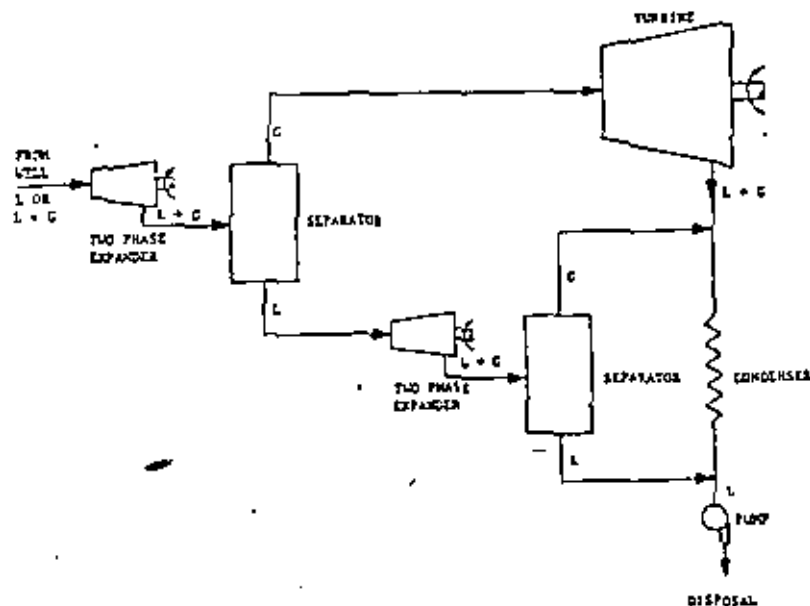 TURBINE
G
FROM
WELL
L OR
L + G
L + G
TWO PHASE
EXPANDER
SEPARATOR
L
L + G
G
L + G
TWO PHASE
EXPANDER
SEPARATOR
CONDENSER
L
L
PUMP
DISPOSAL